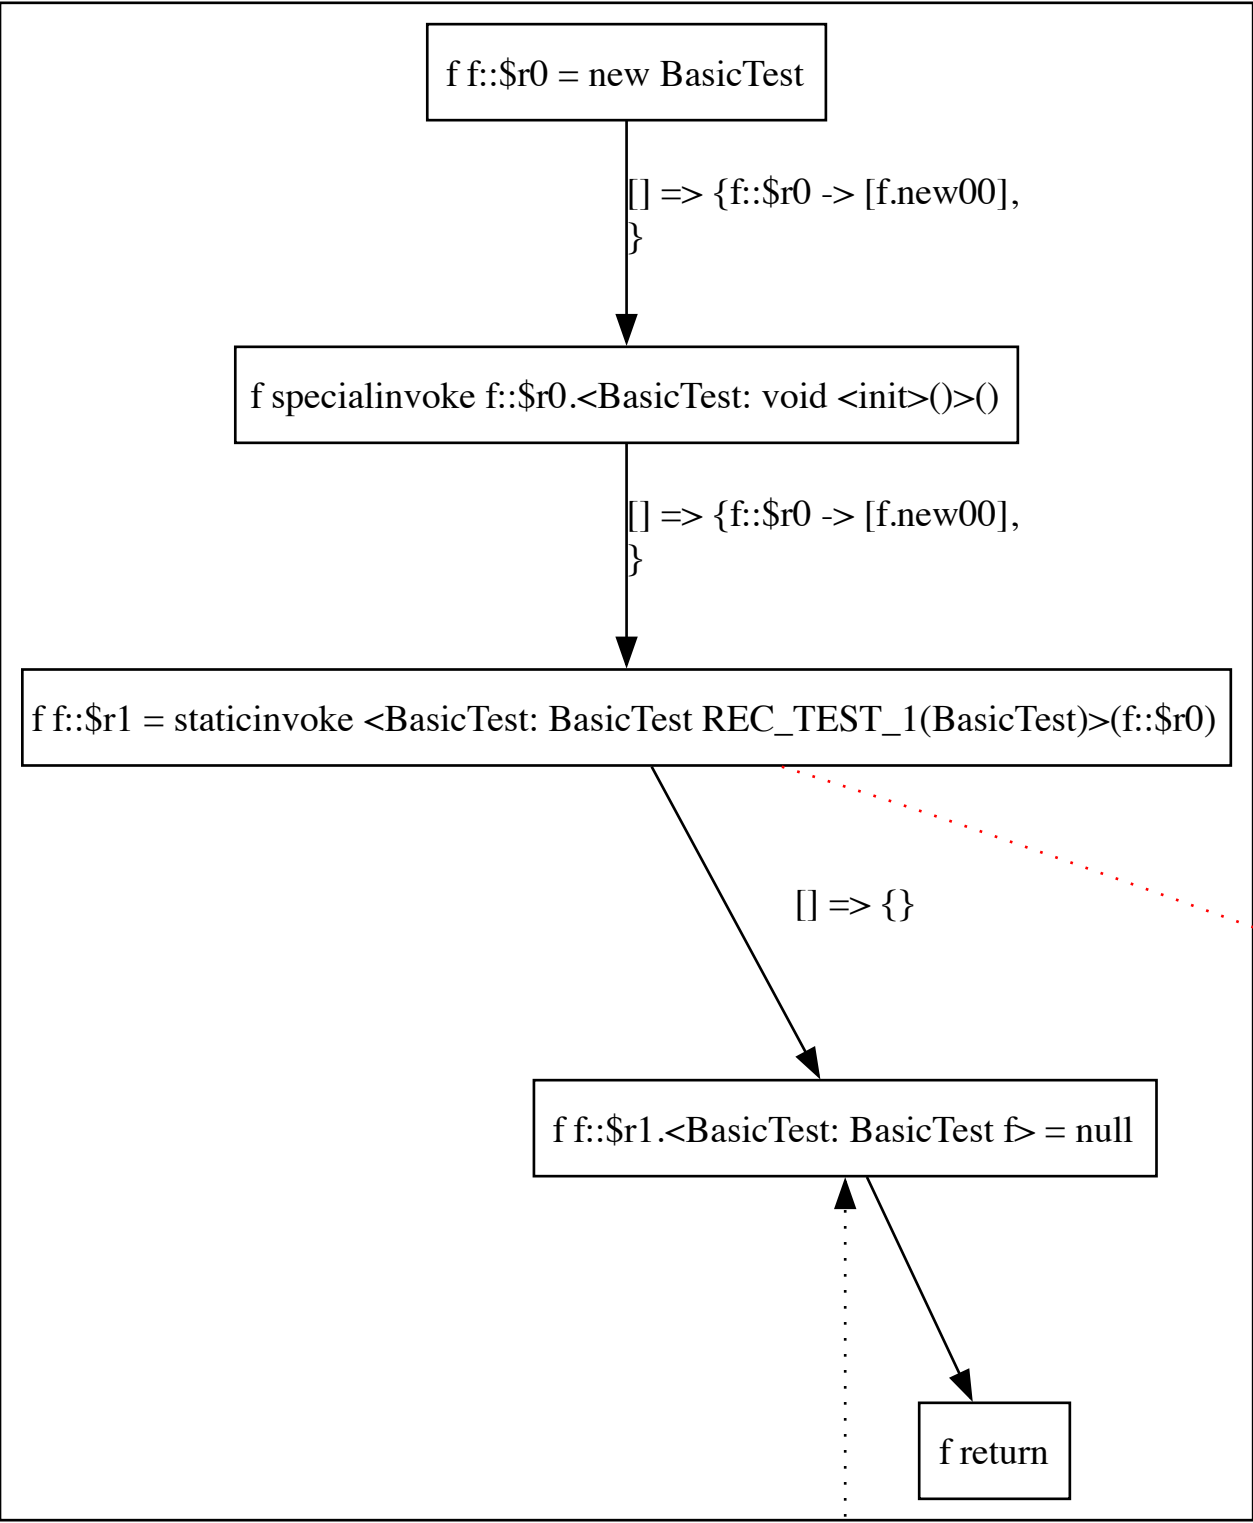 f f::$r0 = new BasicTest
[] => {f::$r0 -> [f.new00],
}
f specialinvoke f::$r0.<BasicTest: void <init>()>()
[] => {f::$r0 -> [f.new00],
}
f f::$r1 = staticinvoke <BasicTest: BasicTest REC_TEST_1(BasicTest)>(f::$r0)
[] => {}
f f::$r1.<BasicTest: BasicTest f> = null
f return